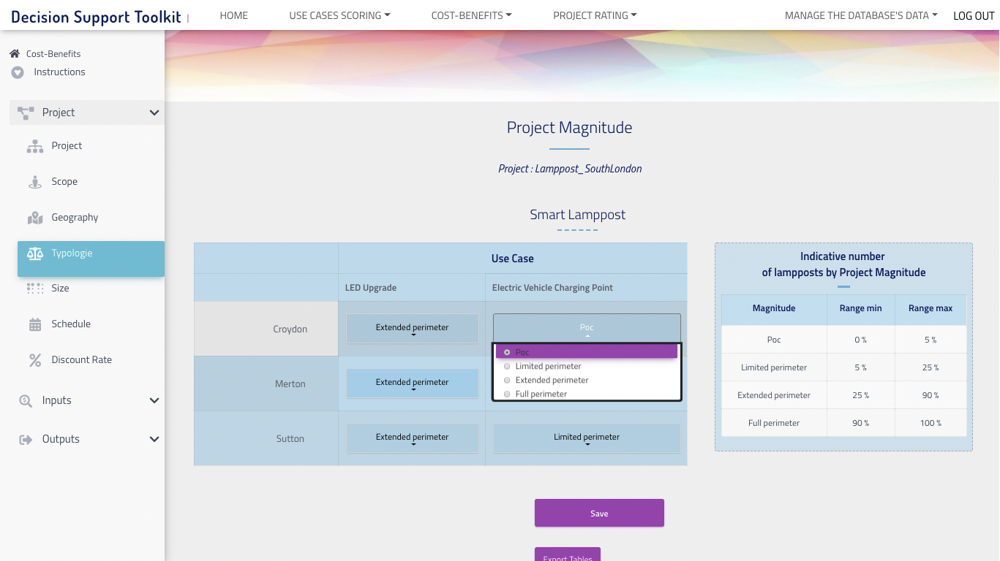 Decision Support Toolkit |
HOME
USE CASES SCORING
COST-BENEFITS
PROJECT RATING
MANAGE THE DATABASE'S DATA
LOG OUT
Cost-Benefits
Instructions
Project
Project
Scope
Geography
Typologie
Size
Schedule
Discount Rate
Inputs
Outputs
Project Magnitude
Project : Lamppost_SouthLondon
Smart Lamppost
Use Case
LED Upgrade
Electric Vehicle Charging Point
Croydon
Extended perimeter
Poc
Poc
Limited perimeter
Extended perimeter
Full perimeter
Merton
Extended perimeter
Sutton
Extended perimeter
Limited perimeter
Indicative number
of lampposts by Project Magnitude
Magnitude Range min Range max
Poc 0 % 5 %
Limited perimeter 5 % 25 %
Extended perimeter 25 % 90 %
Full perimeter 90 % 100 %
Save
Export Tables